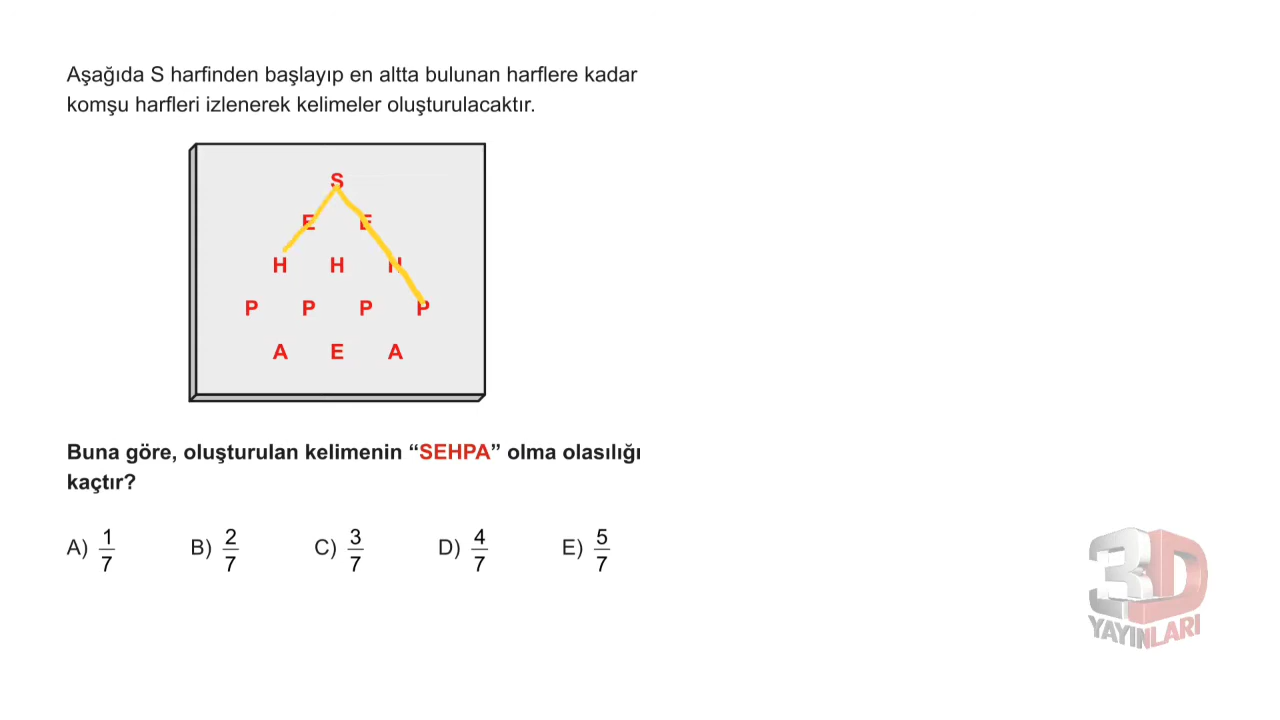 Aşağıda S harfinden başlayıp en altta bulunan harflere kadar
komşu harfleri izlenerek kelimeler oluşturulacaktır.
S
E E
H H H
P P P P
A E A
Buna göre, oluşturulan kelimenin “SEHPA” olma olasılığı
kaçtır?
A) 1/7 B) 2/7 C) 3/7 D) 4/7 E) 5/7
3D
YAYINLARI